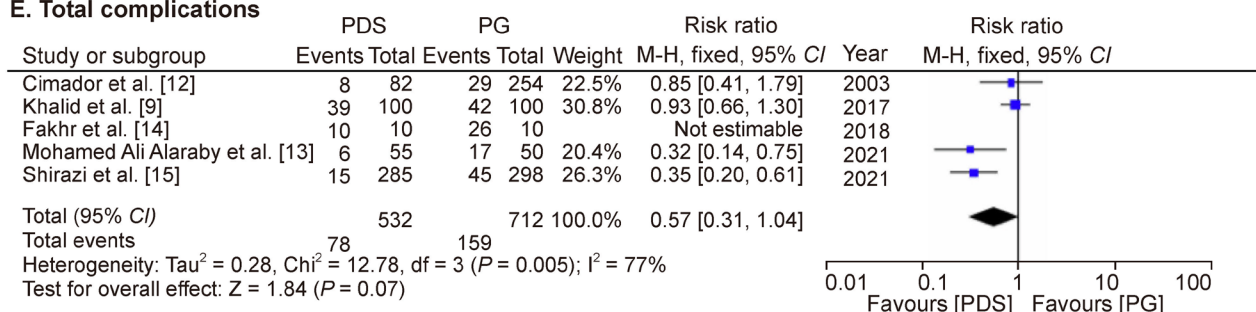 E. Total complications
PDS PG Risk ratio Risk ratio
Study or subgroup Events Total Events Total Weight M-H, fixed, 95% CI Year M-H, fixed, 95% CI
Cimador et al. [12] 8 82 29 254 22.5% 0.85 [0.41, 1.79] 2003
Khalid et al. [9] 39 100 42 100 30.8% 0.93 [0.66, 1.30] 2017
Fakhr et al. [14] 10 10 26 10 Not estimable 2018
Mohamed Ali Alaraby et al. [13] 6 55 17 50 20.4% 0.32 [0.14, 0.75] 2021
Shirazi et al. [15] 15 285 45 298 26.3% 0.35 [0.20, 0.61] 2021
Total (95% CI) 532 712 100.0% 0.57 [0.31, 1.04]
Total events 78 159
Heterogeneity: Tau² = 0.28, Chi² = 12.78, df = 3 (P = 0.005); I² = 77%
Test for overall effect: Z = 1.84 (P = 0.07)
0.01 0.1 1 10 100
Favours [PDS] Favours [PG]